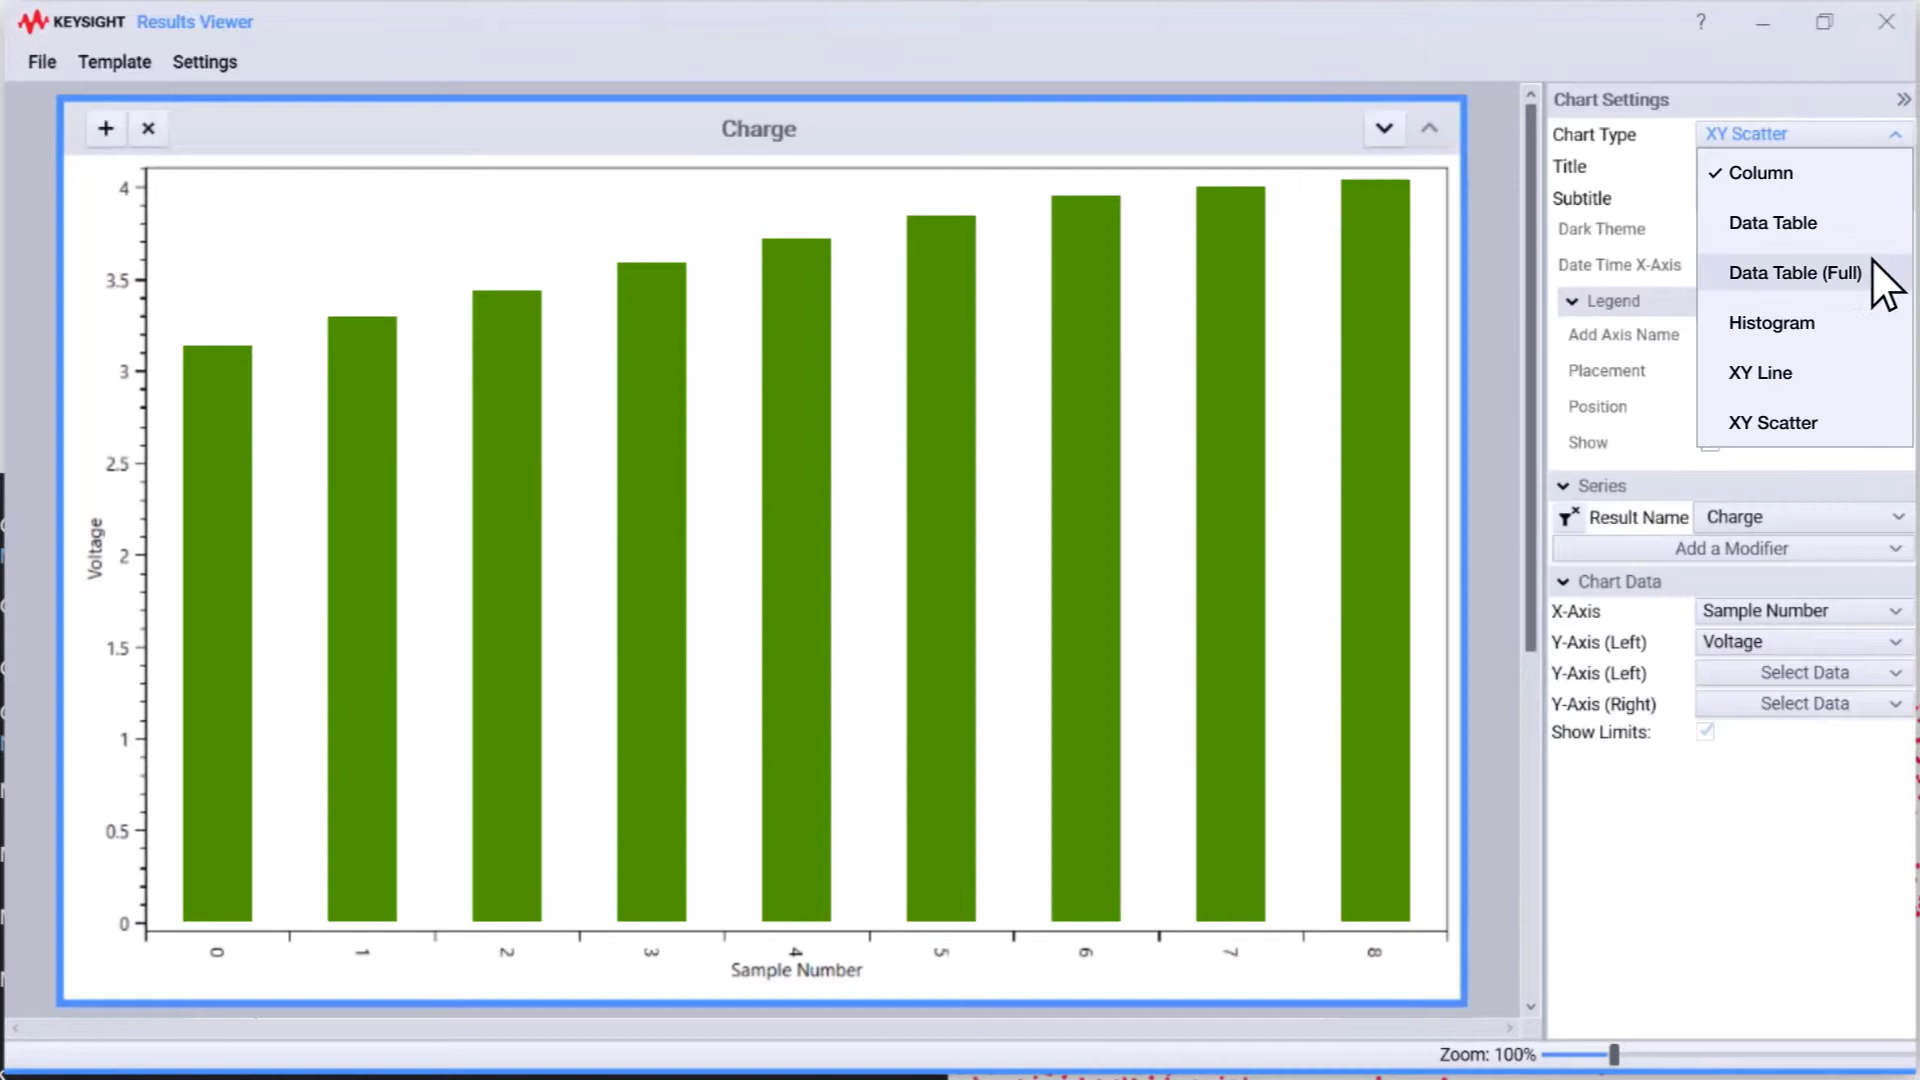 KEYSIGHT Results Viewer
File Template Settings
Charge
4
3.5
3
2.5
2
1.5
1
0.5
0
Voltage
0 1 2 3 4 5 6 7 8
Sample Number
Chart Settings
Chart Type XY Scatter
Title
Subtitle
Dark Theme
Date Time X-Axis
Legend
Add Axis Name
Placement
Position
Show
Column
Data Table
Data Table (Full)
Histogram
XY Line
XY Scatter
Series
Result Name Charge
Add a Modifier
Chart Data
X-Axis Sample Number
Y-Axis (Left) Voltage
Y-Axis (Left) Select Data
Y-Axis (Right) Select Data
Show Limits:
Zoom: 100%